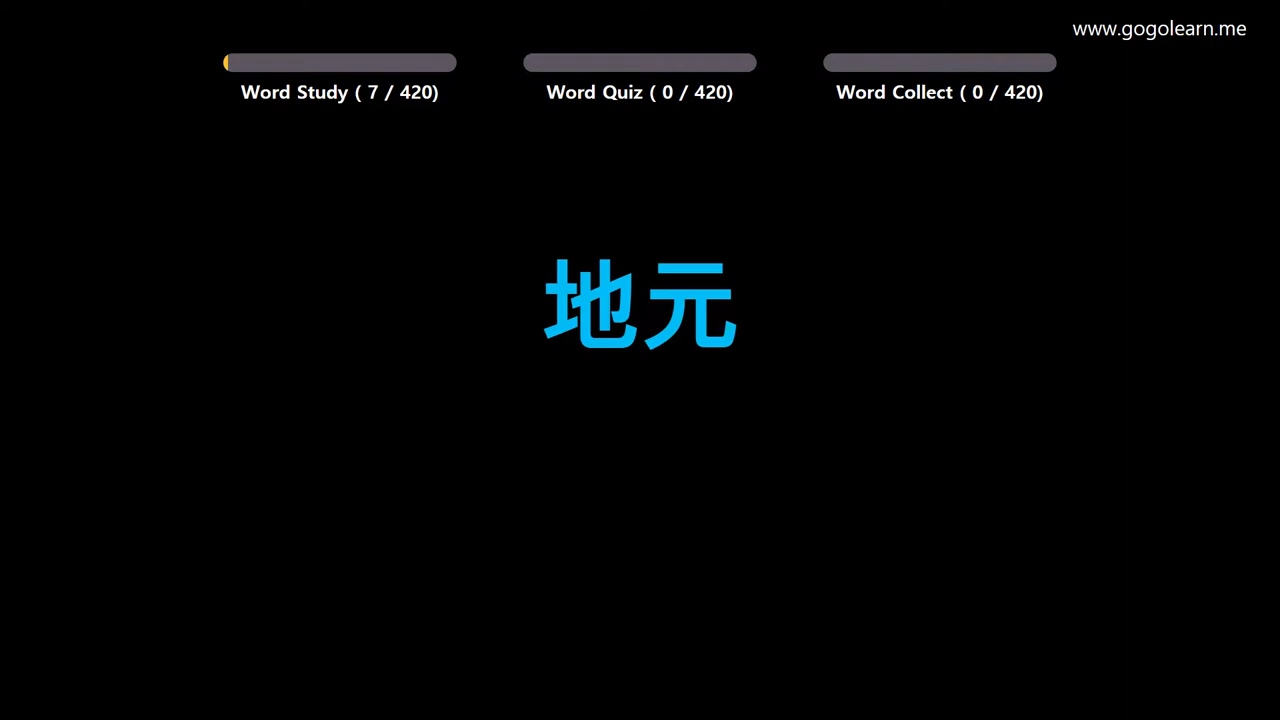 www.gogolearn.me
Word Study ( 7 / 420)
Word Quiz ( 0 / 420)
Word Collect ( 0 / 420)
地元